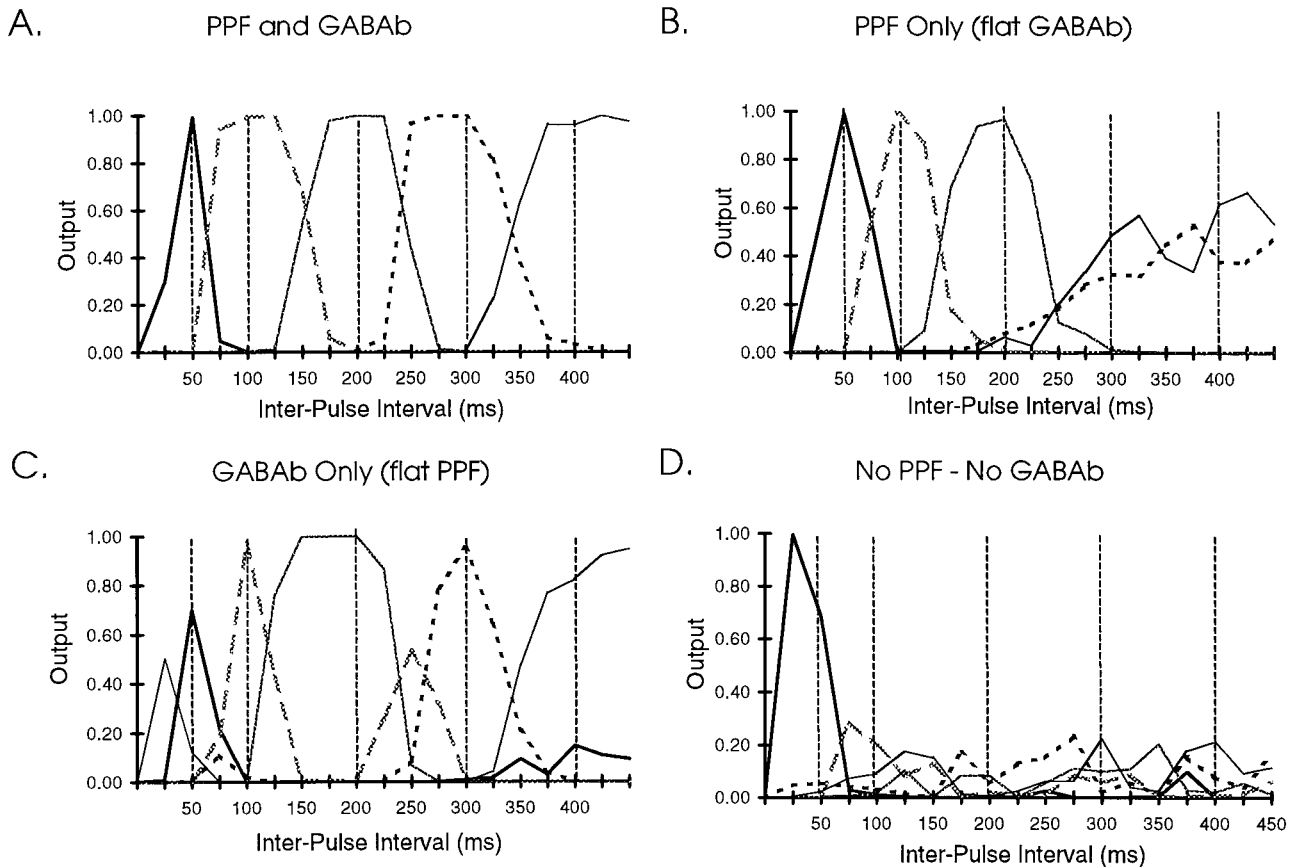 A.
PPF and GABAb
1.00
0.80
0.60
0.40
0.20
0.00
Output
50 100 150 200 250 300 350 400
Inter-Pulse Interval (ms)
B.
PPF Only (flat GABAb)
1.00
0.80
0.60
0.40
0.20
0.00
Output
50 100 150 200 250 300 350 400
Inter-Pulse Interval (ms)
C.
GABAb Only (flat PPF)
1.00
0.80
0.60
0.40
0.20
0.00
Output
50 100 150 200 250 300 350 400
Inter-Pulse Interval (ms)
D.
No PPF - No GABAb
1.00
0.80
0.60
0.40
0.20
0.00
Output
50 100 150 200 250 300 350 400 450
Inter-Pulse Interval (ms)